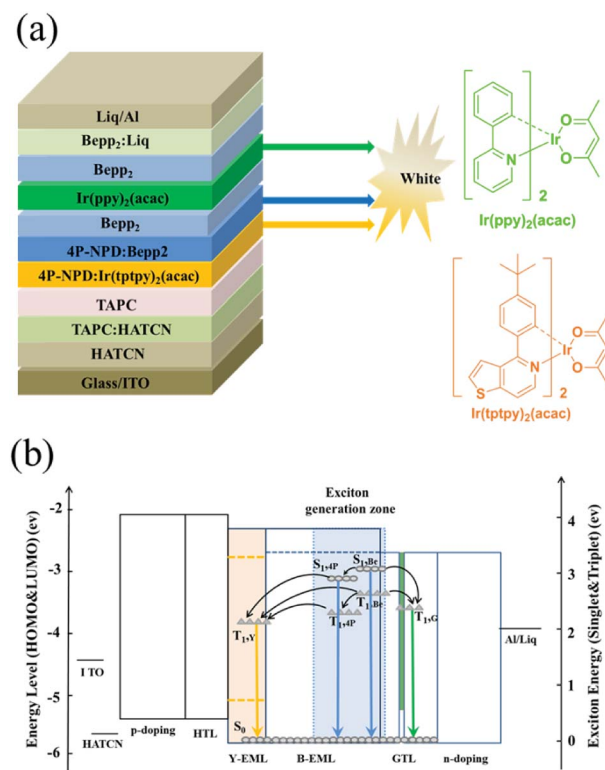 (a)
Liq/Al
Bepp2:Liq
Bepp2
Ir(ppy)2(acac)
Bepp2
4P-NPD:Bepp2
4P-NPD:Ir(tptpy)2(acac)
TAPC
TAPC:HATCN
HATCN
Glass/ITO
White
N
Ir
O
O
2
Ir(ppy)2(acac)
S
N
Ir
O
O
2
Ir(tptpy)2(acac)
(b)
Energy Level (HOMO&LUMO) (ev)
-2
-3
-4
-5
-6
I TO
HATCN
p-doping
HTL
Exciton
generation zone
S1,4P
S1,Be
T1,Y
T1,4P
T1,Be
T1,G
S0
Y-EML
B-EML
GTL
n-doping
Al/Liq
4
3
2
1
0
Exciton Energy (Singlet&Triplet) (ev)